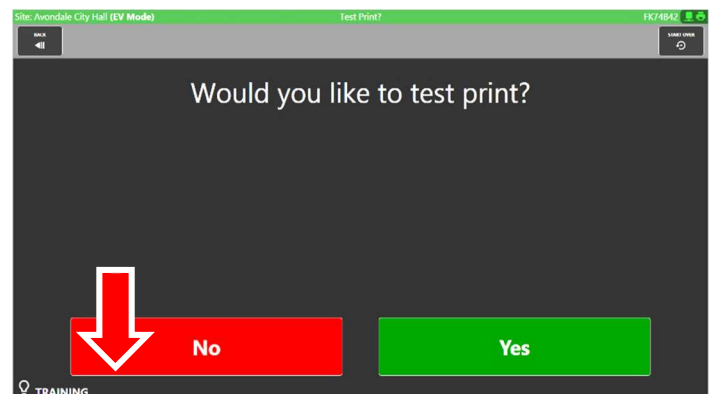 Site: Avondale City Hall (EV Mode) Test Print? FK74842
BACK
START OVER
Would you like to test print?
No Yes
TRAINING